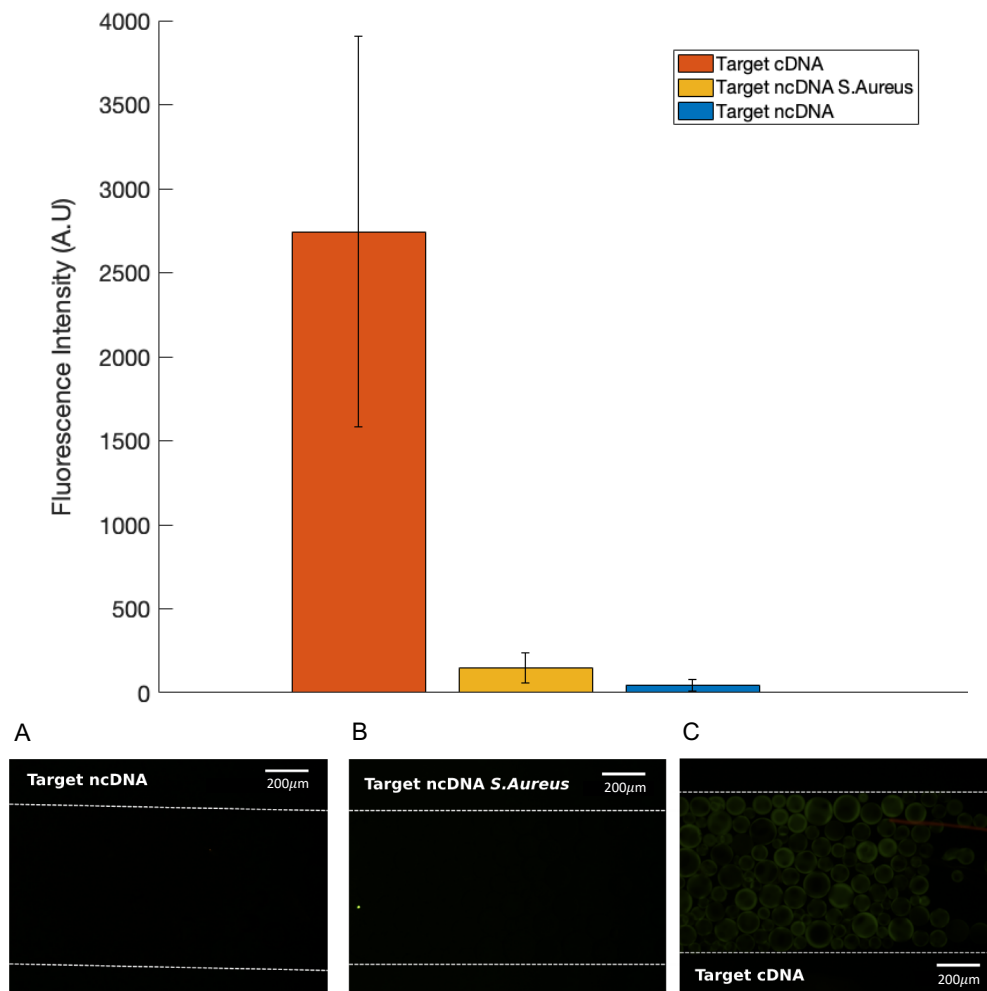 4000
3500
3000
2500
2000
1500
1000
500
0
Fluorescence Intensity (A.U)
Target cDNA
Target ncDNA S.Aureus
Target ncDNA
A
B
C
Target ncDNA
200μm
Target ncDNA S.Aureus
200μm
Target cDNA
200μm